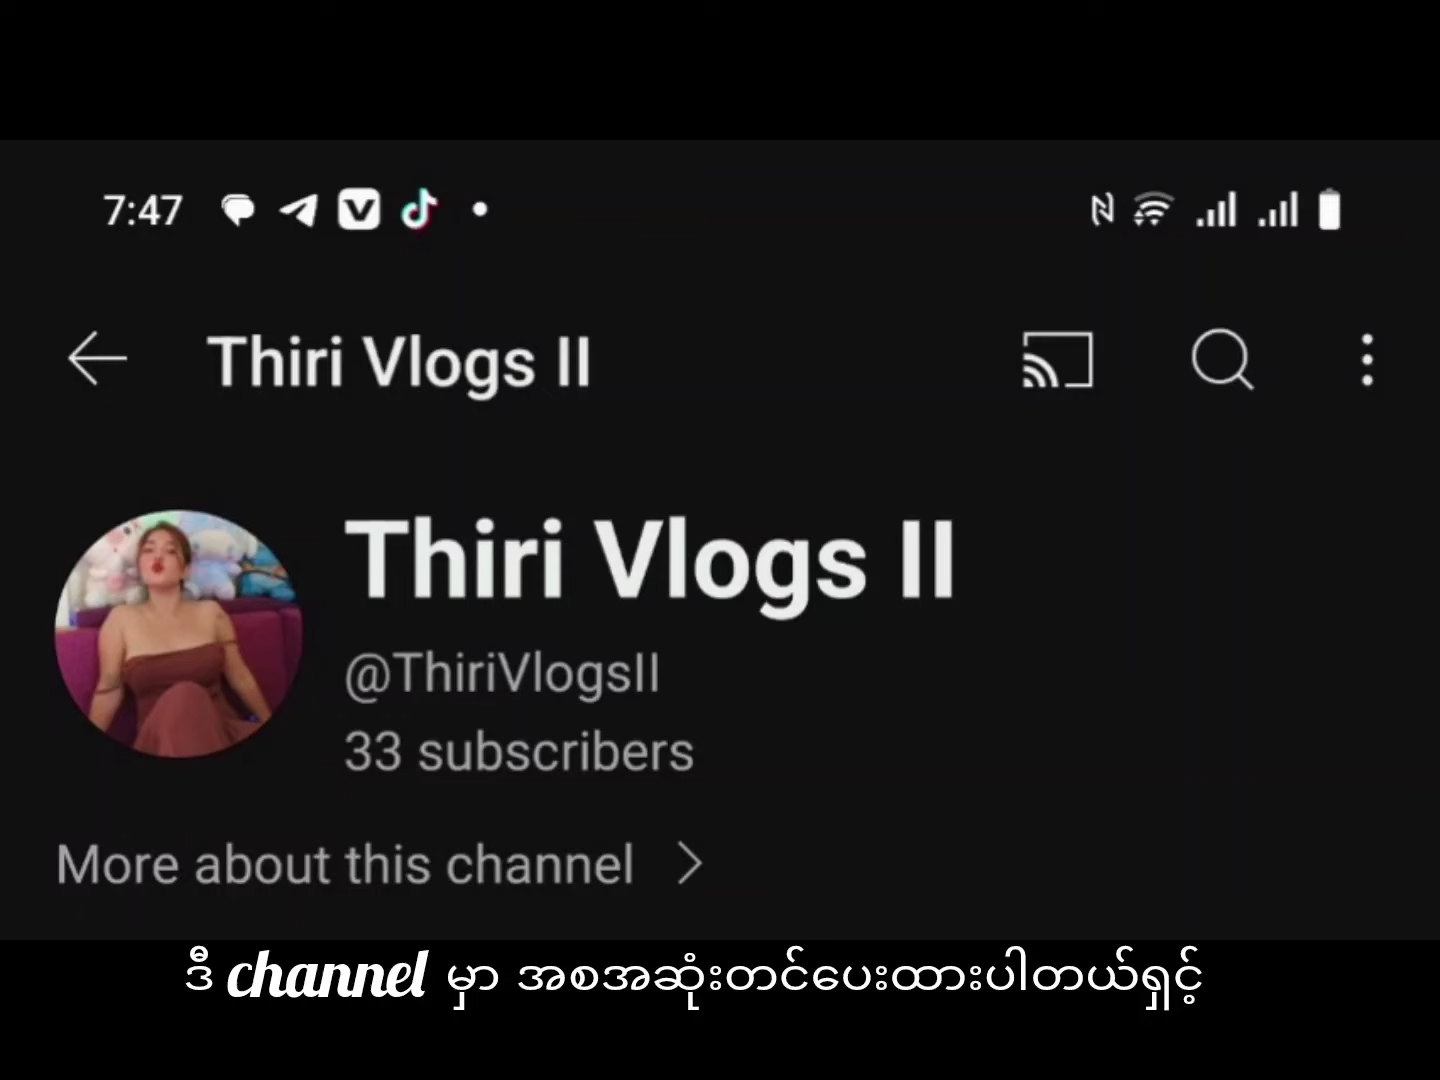 7:47
Thiri Vlogs II
Thiri Vlogs II
@ThiriVlogsII
33 subscribers
More about this channel
ဒီ channel မှာ အစအဆုံးတင်ပေးထားပါတယ်ရှင့်